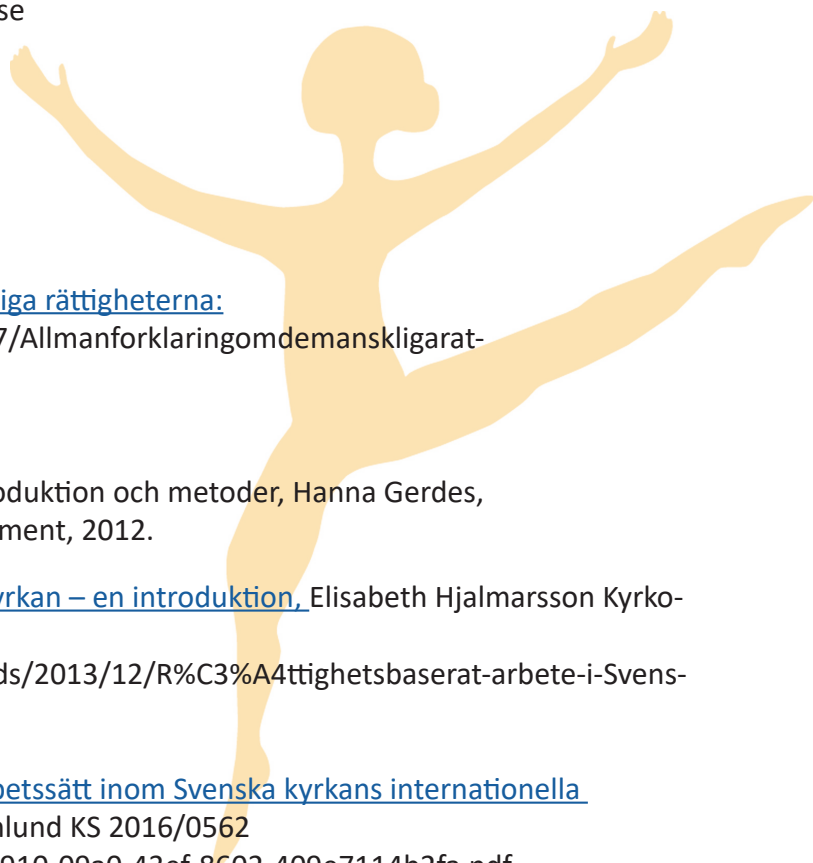 se
iga rättigheterna:
7/Allmanforklaringomdemanskligarat-
oduktion och metoder, Hanna Gerdes,
ment, 2012.
yrkan – en introduktion, Elisabeth Hjalmarsson Kyrko-
ds/2013/12/R%C3%A4ttighetsbaserat-arbete-i-Svens-
betssätt inom Svenska kyrkans internationella
nlund KS 2016/0562